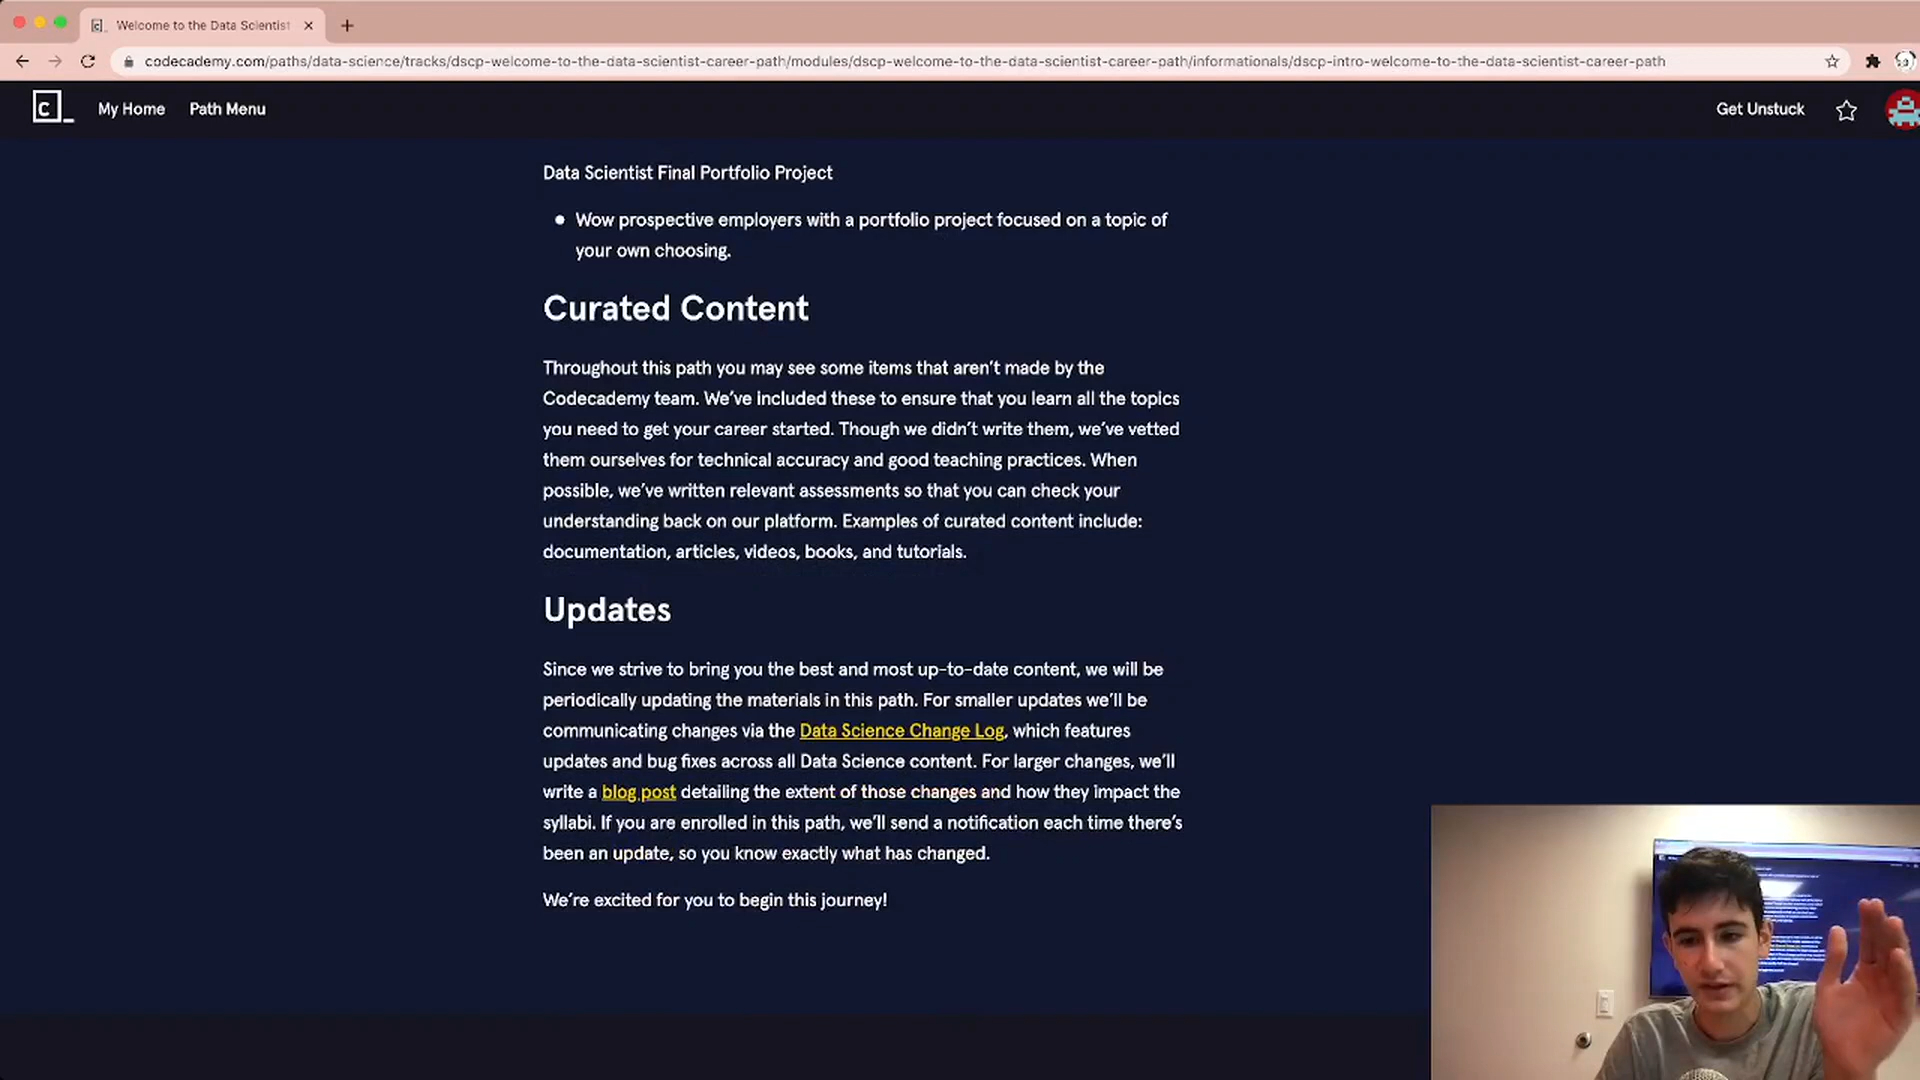 Welcome to the Data Scientist
codecademy.com/paths/data-science/tracks/dscp-welcome-to-the-data-scientist-career-path/modules/dscp-welcome-to-the-data-scientist-career-path/informationals/dscp-intro-welcome-to-the-data-scientist-career-path
C_ My Home Path Menu Get Unstuck
Data Scientist Final Portfolio Project
Wow prospective employers with a portfolio project focused on a topic of
your own choosing.
Curated Content
Throughout this path you may see some items that aren't made by the
Codecademy team. We've included these to ensure that you learn all the topics
you need to get your career started. Though we didn't write them, we've vetted
them ourselves for technical accuracy and good teaching practices. When
possible, we've written relevant assessments so that you can check your
understanding back on our platform. Examples of curated content include:
documentation, articles, videos, books, and tutorials.
Updates
Since we strive to bring you the best and most up-to-date content, we will be
periodically updating the materials in this path. For smaller updates we'll be
communicating changes via the Data Science Change Log, which features
updates and bug fixes across all Data Science content. For larger changes, we'll
write a blog post detailing the extent of those changes and how they impact the
syllabi. If you are enrolled in this path, we'll send a notification each time there's
been an update, so you know exactly what has changed.
We're excited for you to begin this journey!